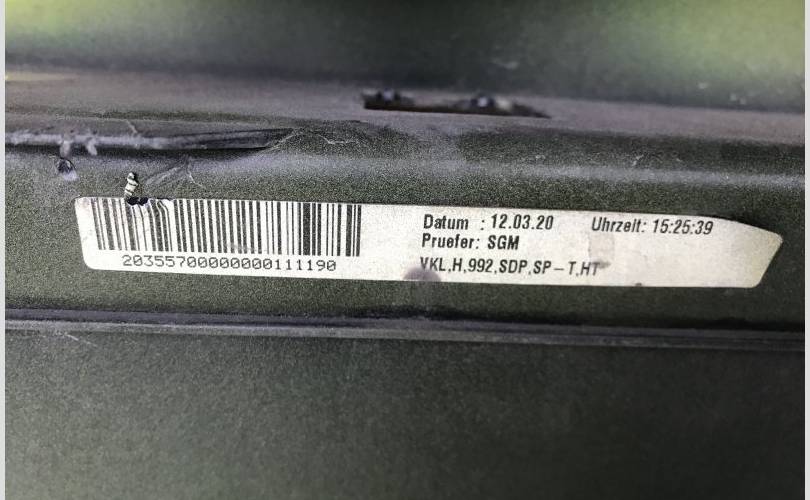 Datum : 12.03.20 Uhrzeit: 15:25:39
Pruefer: SGM
20355700000000111190
VKL,H,992,SDP,SP-T,HT